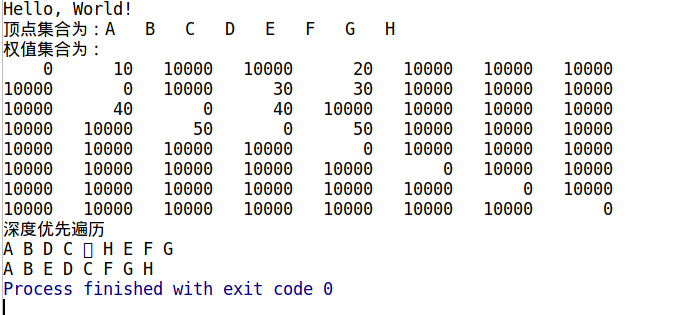 Hello, World!
顶点集合为：A B C D E F G H
权值集合为：
0 10 10000 10000 20 10000 10000 10000
10000 0 10000 30 30 10000 10000 10000
10000 40 0 40 10000 10000 10000 10000
10000 10000 50 0 50 10000 10000 10000
10000 10000 10000 10000 0 10000 10000 10000
10000 10000 10000 10000 10000 0 10000 10000
10000 10000 10000 10000 10000 10000 0 10000
10000 10000 10000 10000 10000 10000 10000 0
深度优先遍历
A B D C H E F G
A B E D C F G H
Process finished with exit code 0